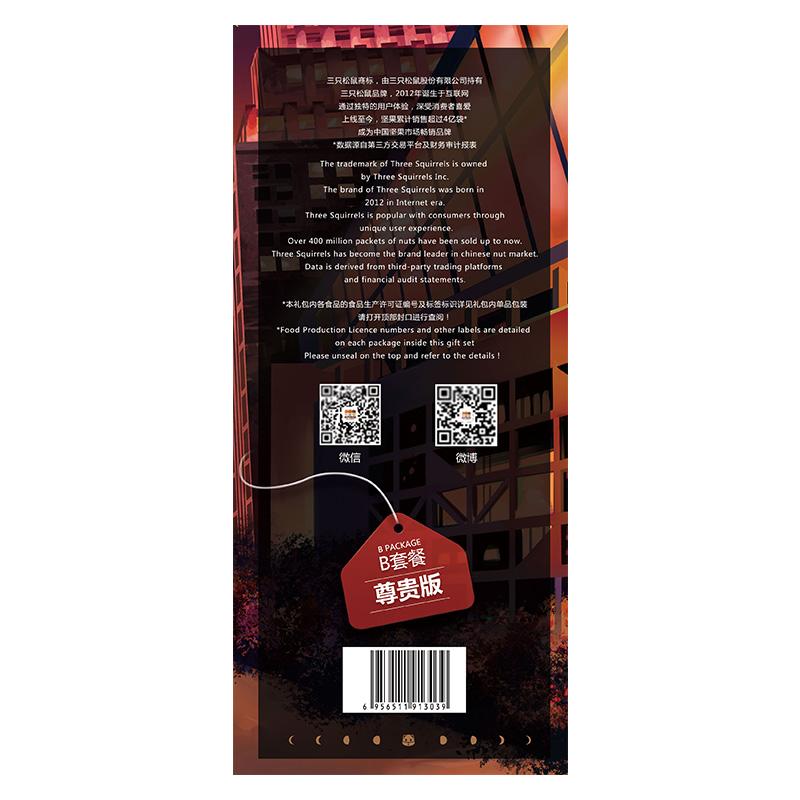 三只松鼠商标，由三只松鼠股份有限公司持有
三只松鼠品牌，2012年诞生于互联网
通过独特的用户体验，深受消费者喜爱
上线至今，坚果累计销售超过4亿袋*
成为中国坚果市场畅销品牌
*数据源自第三方交易平台及财务审计报表
The trademark of Three Squirrels is owned
by Three Squirrels Inc.
The brand of Three Squirrels was born in
2012 in Internet era.
Three Squirrels is popular with consumers through
unique user experience.
Over 400 million packets of nuts have been sold up to now.
Three Squirrels has become the brand leader in chinese nut market.
Data is derived from third-party trading platforms
and financial audit statements.
*本礼包内各食品的食品生产许可证编号及标签标识详见礼包内单品包装
请打开顶部封口进行查阅！
*Food Production Licence numbers and other labels are detailed
on each package inside this gift set
Please unseal on the top and refer to the details !
微信
微博
B PACKAGE
B套餐
尊贵版
6 956511 913039